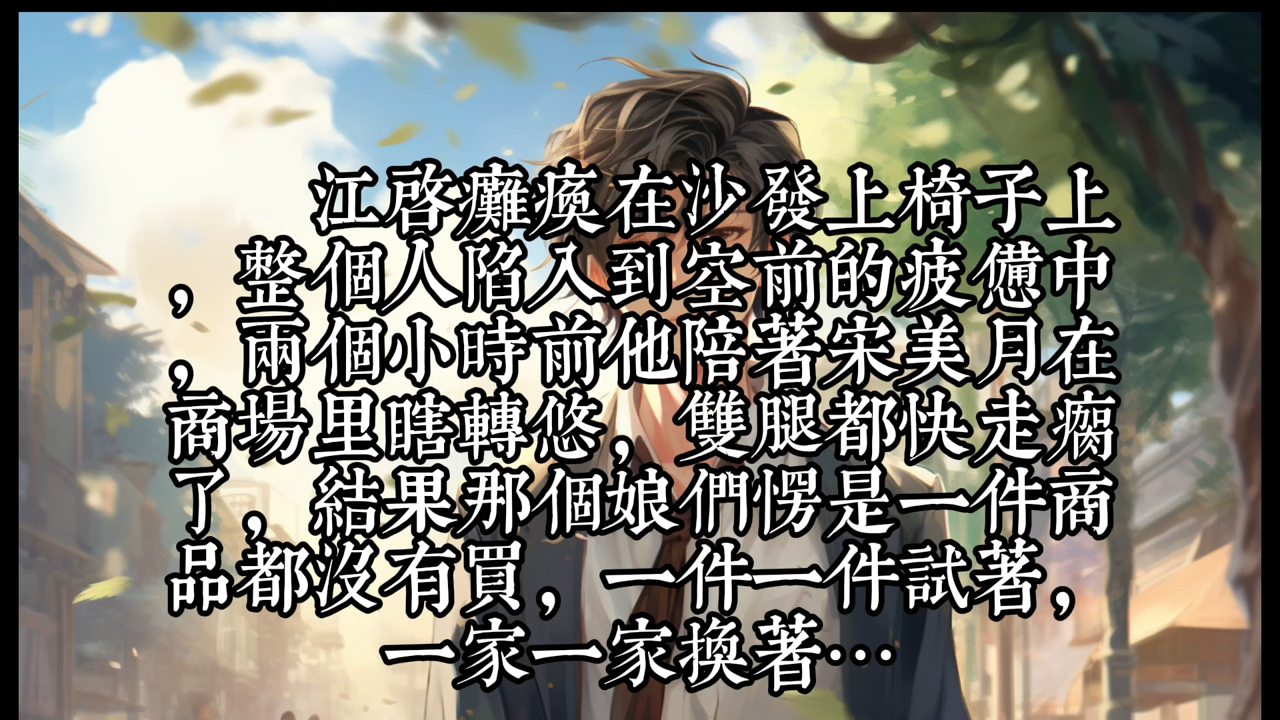 江啓癱瘓在沙發上椅子上
，整個人陷入到空前的疲憊中
，兩個小時前他陪著宋美月在
商場里瞎轉悠，雙腿都快走瘸
了，結果那個娘們愣是一件商
品都沒有買，一件一件試著，
一家一家換著…